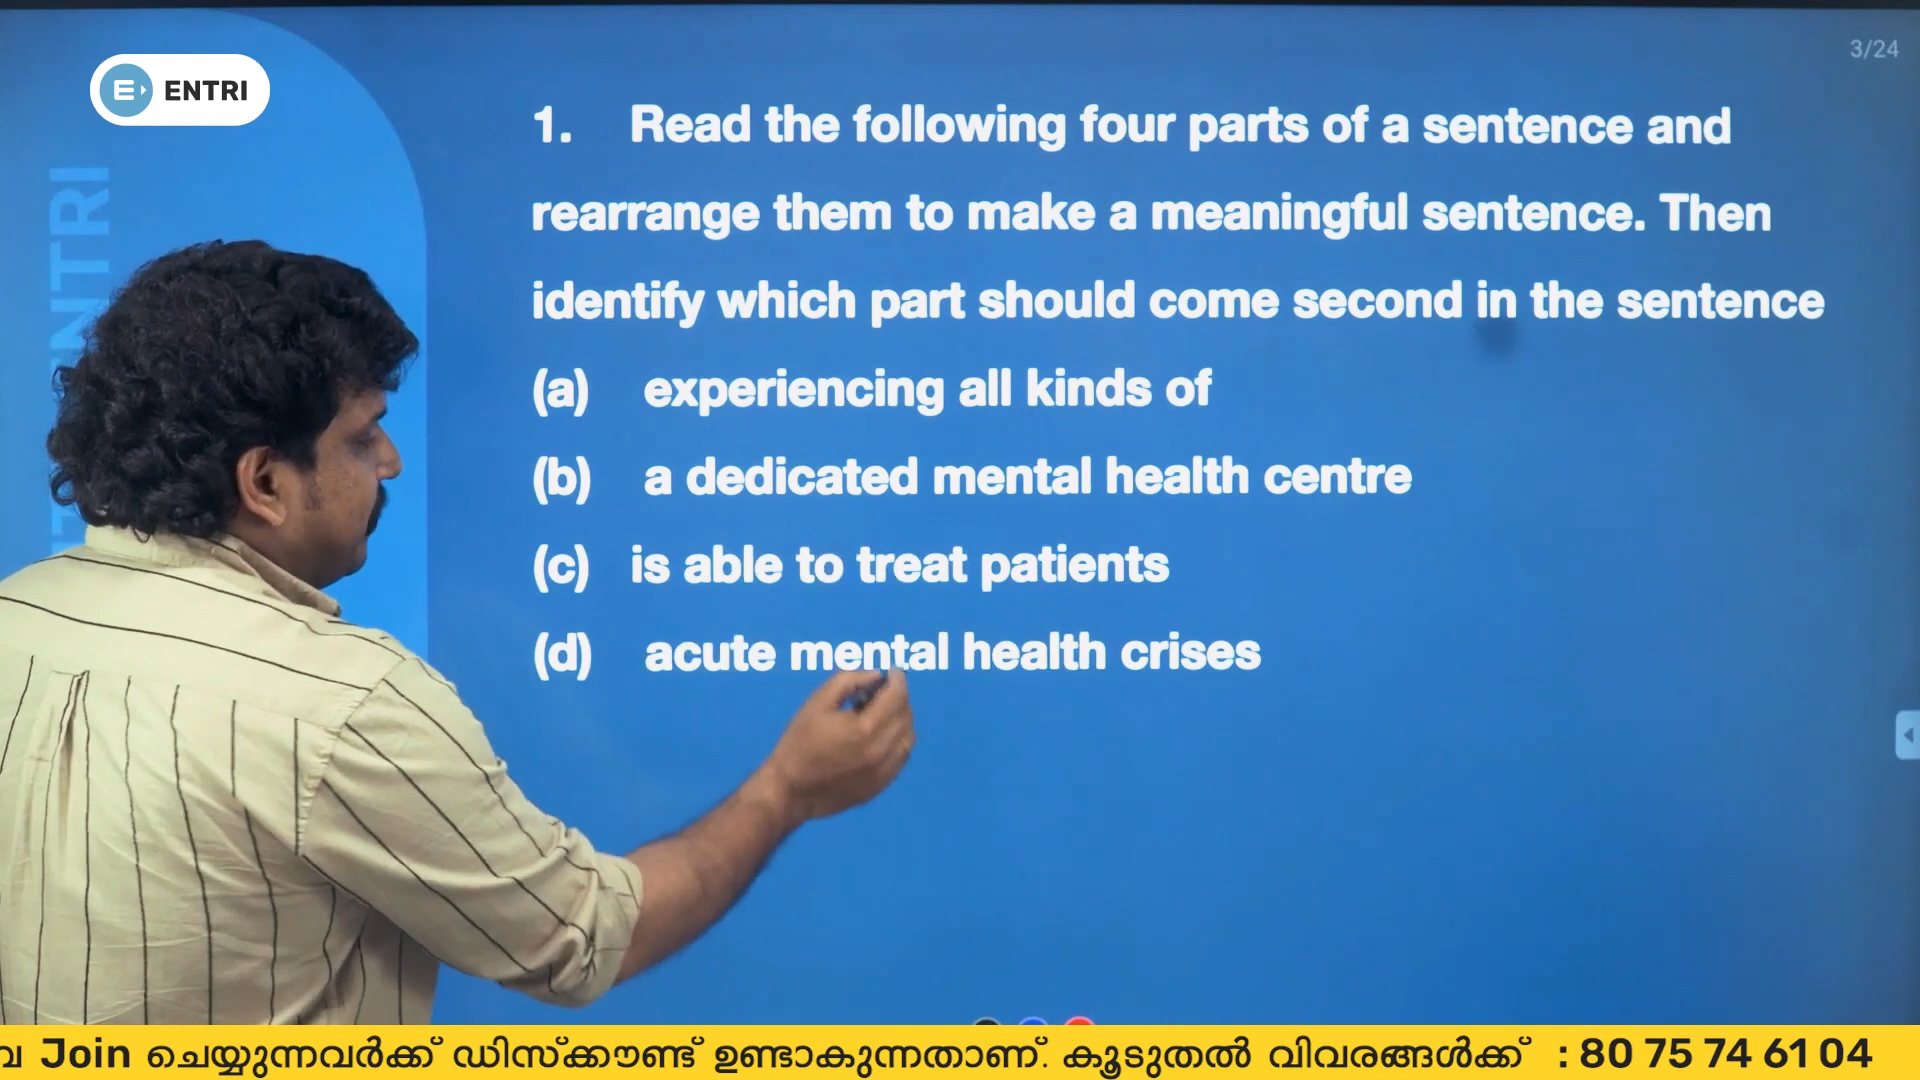 ENTRI
3/24
ENTRI
1. Read the following four parts of a sentence and
rearrange them to make a meaningful sentence. Then
identify which part should come second in the sentence
(a) experiencing all kinds of
(b) a dedicated mental health centre
(c) is able to treat patients
(d) acute mental health crises
Join ചെയ്യുന്നവർക്ക് ഡിസ്ക്കൗണ്ട് ഉണ്ടാകുന്നതാണ്. കൂടുതൽ വിവരങ്ങൾക്ക് : 80 75 74 61 04